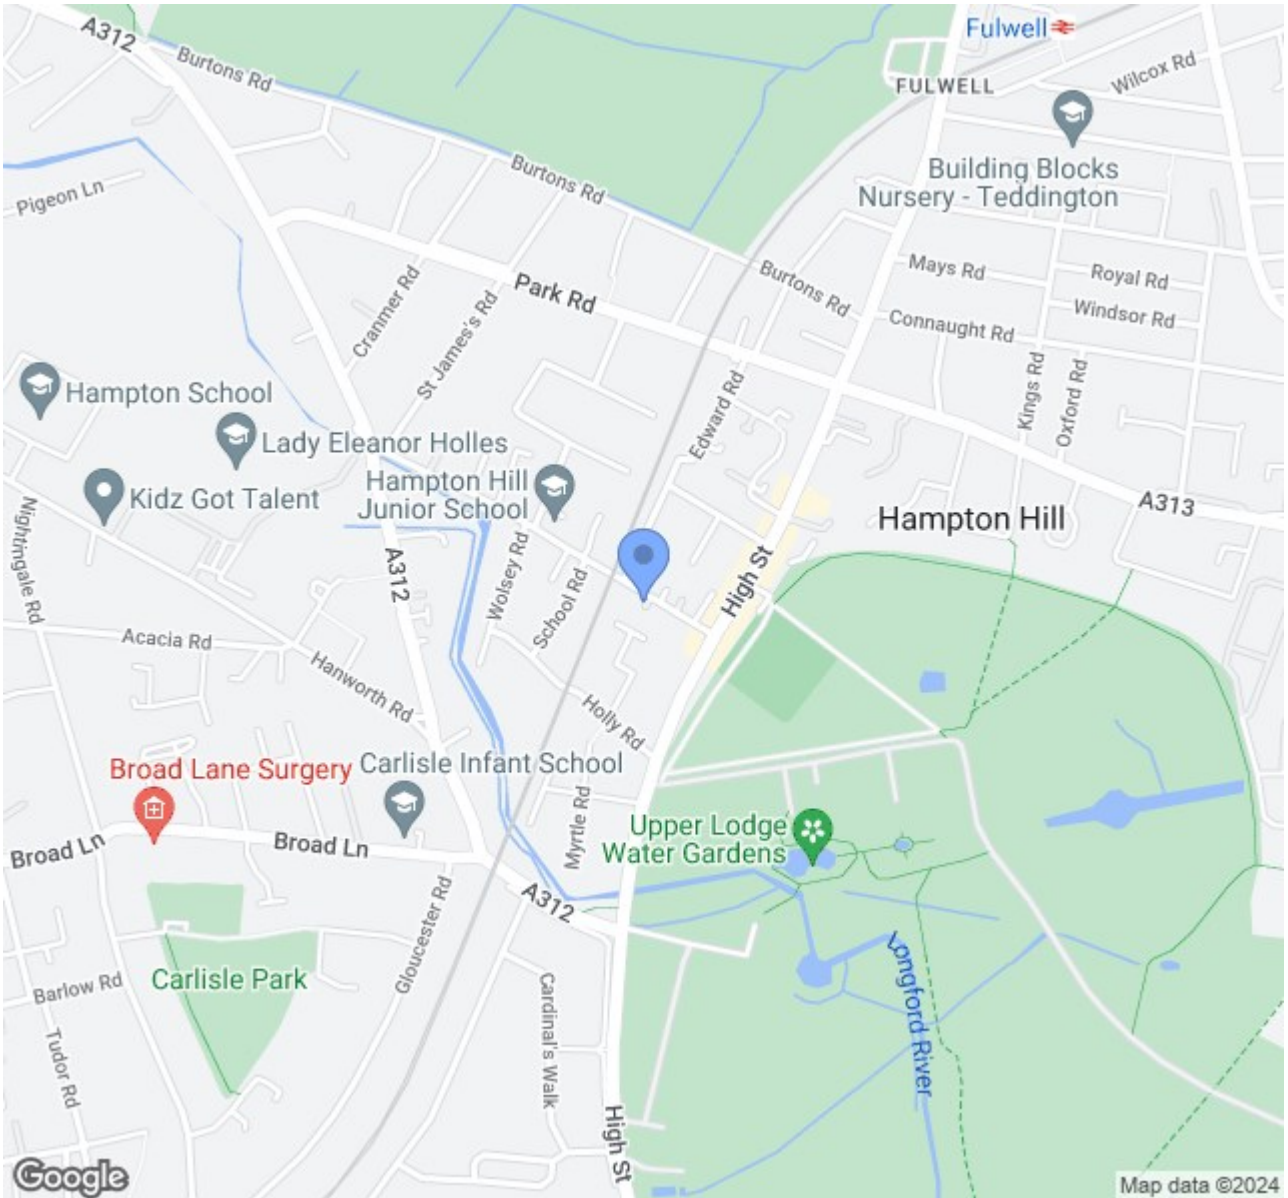 A312
Burtons Rd
Fulwell
FULWELL
Wilcox Rd
Building Blocks
Nursery - Teddington
Burtons Rd
Pigeon Ln
Park Rd
Burtons Rd
Mays Rd
Royal Rd
Windsor Rd
Connaught Rd
Cranmer Rd
St James's Rd
Kings Rd
Oxford Rd
Edward Rd
Hampton School
Lady Eleanor Holles
Hampton Hill
Junior School
Kidz Got Talent
A313
Hampton Hill
Nightingale Rd
A312
Wolsey Rd
School Rd
High St
Acacia Rd
Hanworth Rd
Holly Rd
Broad Lane Surgery
Carlisle Infant School
Myrtle Rd
Upper Lodge
Water Gardens
Broad Ln
Broad Ln
A312
Gloucester Rd
Longford River
Carlisle Park
Barlow Rd
Cardinal's Walk
Tudor Rd
High St
Google
Map data ©2024